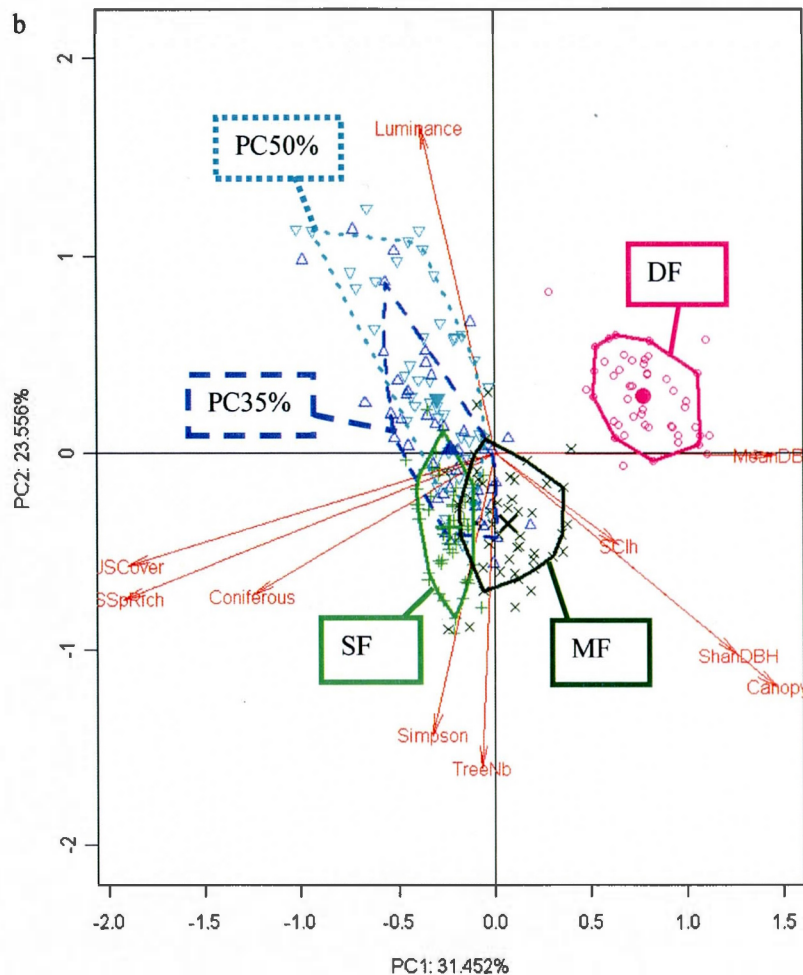 b
2
Luminance
PC50%
1
DF
PC35%
PC2: 23.556%
0
MeanDB
SClh
USCover
SSpRich
Coniferous
SF
MF
-1
ShanDBH
Canopy
Simpson
TreeNb
-2
-2.0 -1.5 -1.0 -0.5 0.0 0.5 1.0 1.5
PC1: 31.452%